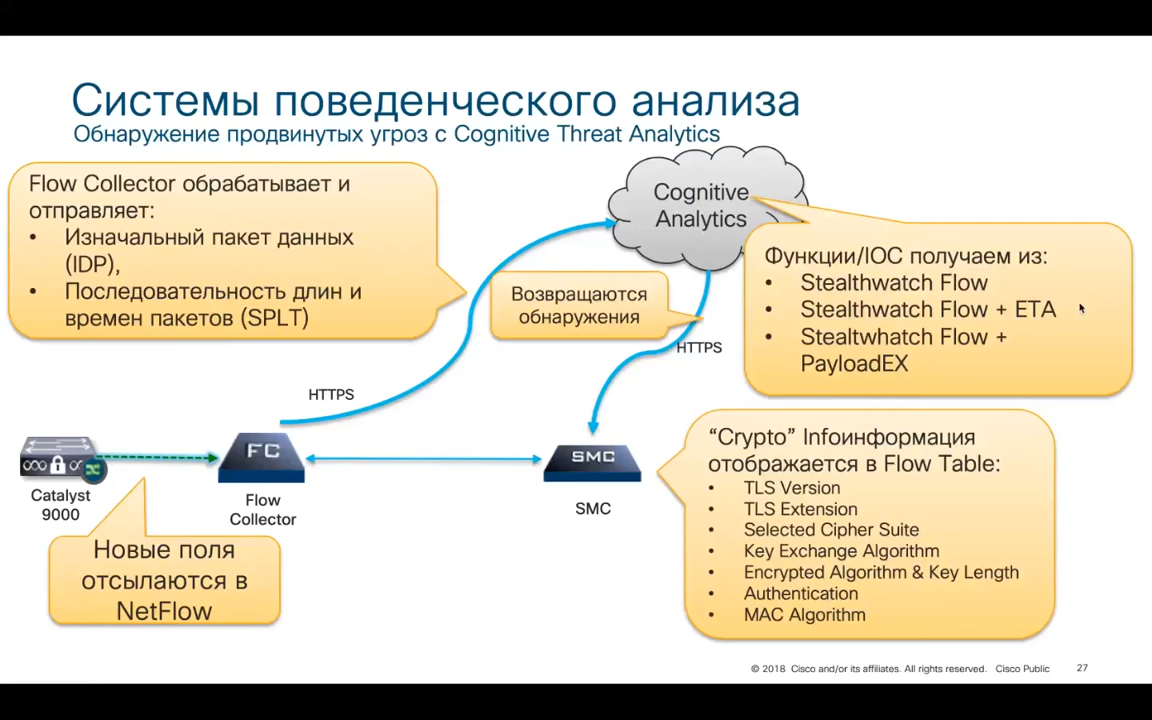 Системы поведенческого анализа
Обнаружение продвинутых угроз с Cognitive Threat Analytics
Flow Collector обрабатывает и
отправляет:
• Изначальный пакет данных
(IDP),
• Последовательность длин и
времен пакетов (SPLT)
Cognitive
Analytics
Возвращаются
обнаружения
Функции/IOC получаем из:
• Stealthwatch Flow
• Stealthwatch Flow + ETA
• Stealtwhatch Flow +
PayloadEX
HTTPS
HTTPS
FC
SMC
Catalyst
9000
Flow
Collector
SMC
Новые поля
отсылаются в
NetFlow
“Crypto” Infоинформация
отображается в Flow Table:
• TLS Version
• TLS Extension
• Selected Cipher Suite
• Key Exchange Algorithm
• Encrypted Algorithm & Key Length
• Authentication
• MAC Algorithm
© 2018 Cisco and/or its affiliates. All rights reserved. Cisco Public
27